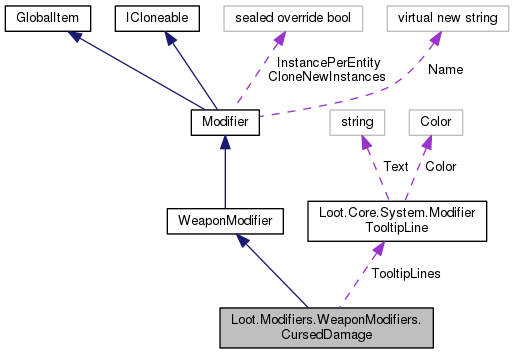 GlobalItem
ICloneable
sealed override bool
virtual new string
InstancePerEntity
CloneNewInstances
Name
Modifier
string
Color
Text
Color
WeaponModifier
Loot.Core.System.Modifier
TooltipLine
TooltipLines
Loot.Modifiers.WeaponModifiers.
CursedDamage